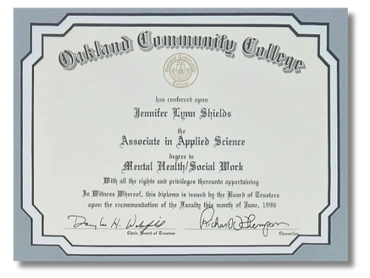 Oakland Community College
has conferred upon
Jennifer Lynn Shields
the
Associate in Applied Science
degree in
Mental Health/Social Work
With all the rights and privileges thereunto appertaining
In Witness Whereof, this diploma is issued by the Board of Trustees
upon the recommendation of the Faculty this month of June, 1996
Chair, Board of Trustees
Chancellor